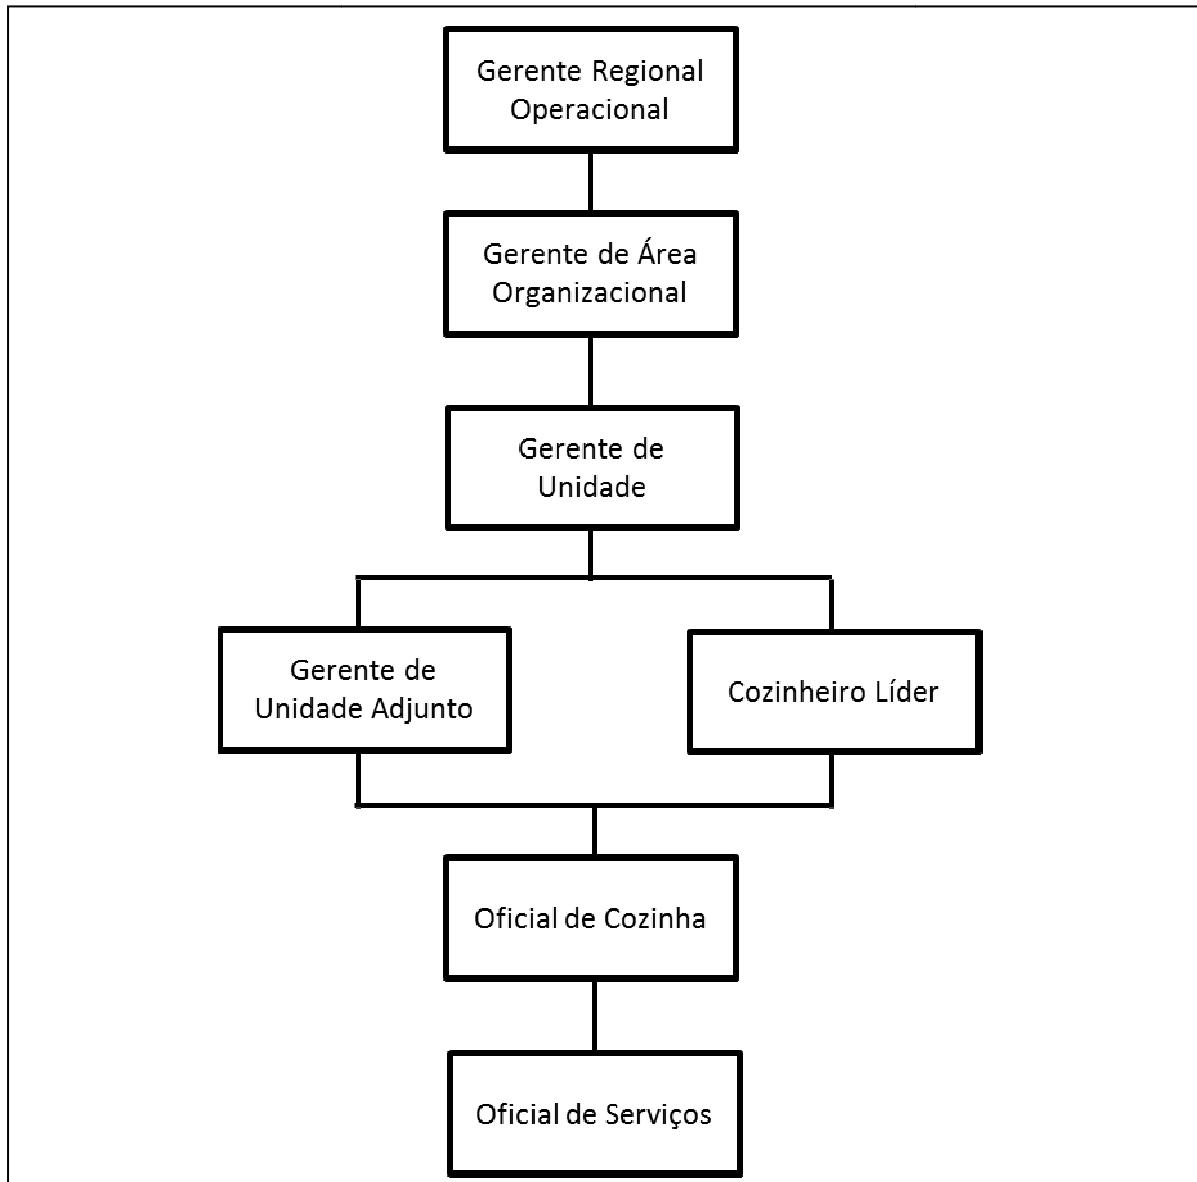 Gerente Regional
Operacional
Gerente de Área
Organizacional
Gerente de
Unidade
Gerente de
Unidade Adjunto
Cozinheiro Líder
Oficial de Cozinha
Oficial de Serviços